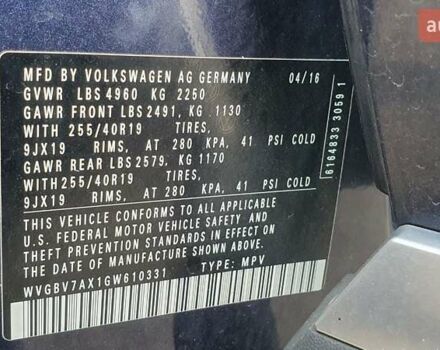 au
MFD BY VOLKSWAGEN AG GERMANY 04/16
GVWR LBS 4960 KG 2250
GAWR FRONT LBS 2491, KG 1130
WITH 255/40R19 TIRES,
9JX19 RIMS, AT 280 KPA, 41 PSI COLD
GAWR REAR LBS 2579. KG 1170
WITH 255/40R19 TIRES,
9JX19 RIMS, AT 280 KPA, 41 PSI COLD
THIS VEHICLE CONFORMS TO ALL APPLICABLE
U.S. FEDERAL MOTOR VEHICLE SAFETY AND
THEFT PREVENTION STANDARDS IN EFFECT ON
THE DATE OF MANUFACTURE SHOWN ABOVE
WVGBV7AX1GW610331 TYPE: MPV
6164833 3059 1